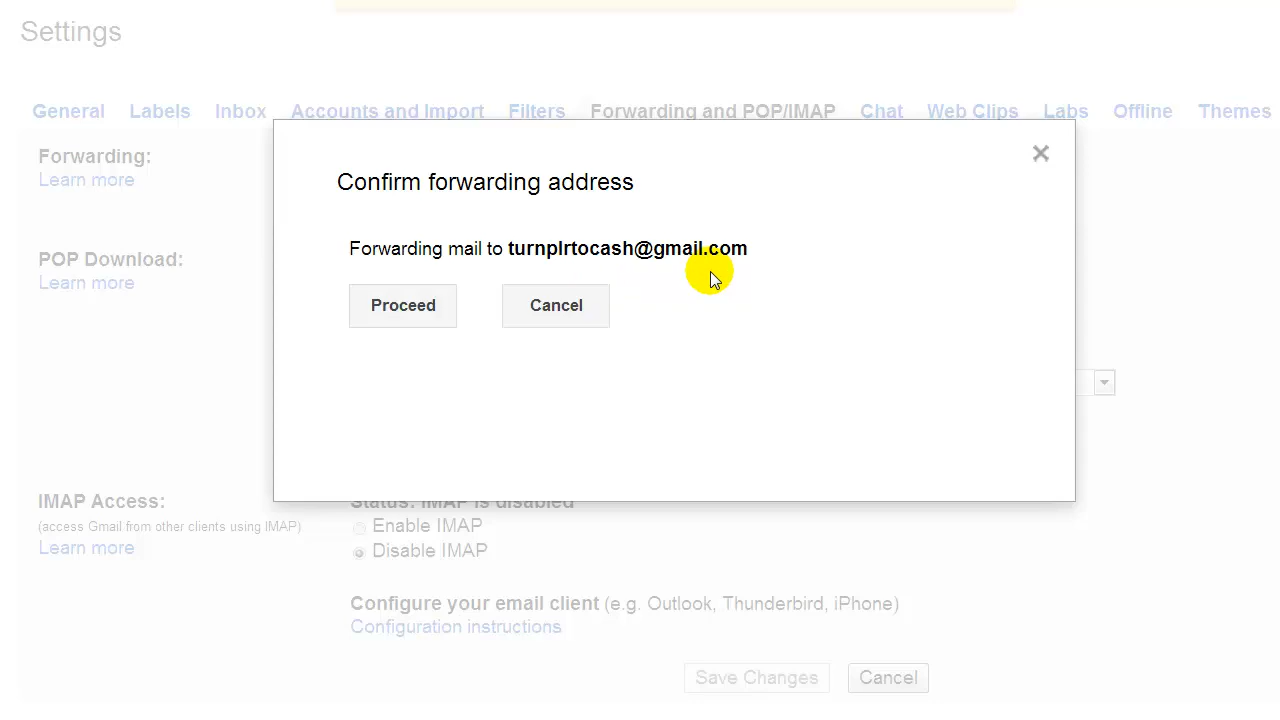 Settings
General Labels Inbox Accounts and Import Filters Forwarding and POP/IMAP Chat Web Clips Labs Offline Themes
Forwarding:
Learn more
Confirm forwarding address
Forwarding mail to turnplrtocash@gmail.com
Proceed Cancel
POP Download:
Learn more
IMAP Access:
(access Gmail from other clients using IMAP)
Learn more
Status: IMAP is disabled
Enable IMAP
Disable IMAP
Configure your email client (e.g. Outlook, Thunderbird, iPhone)
Configuration instructions
Save Changes Cancel